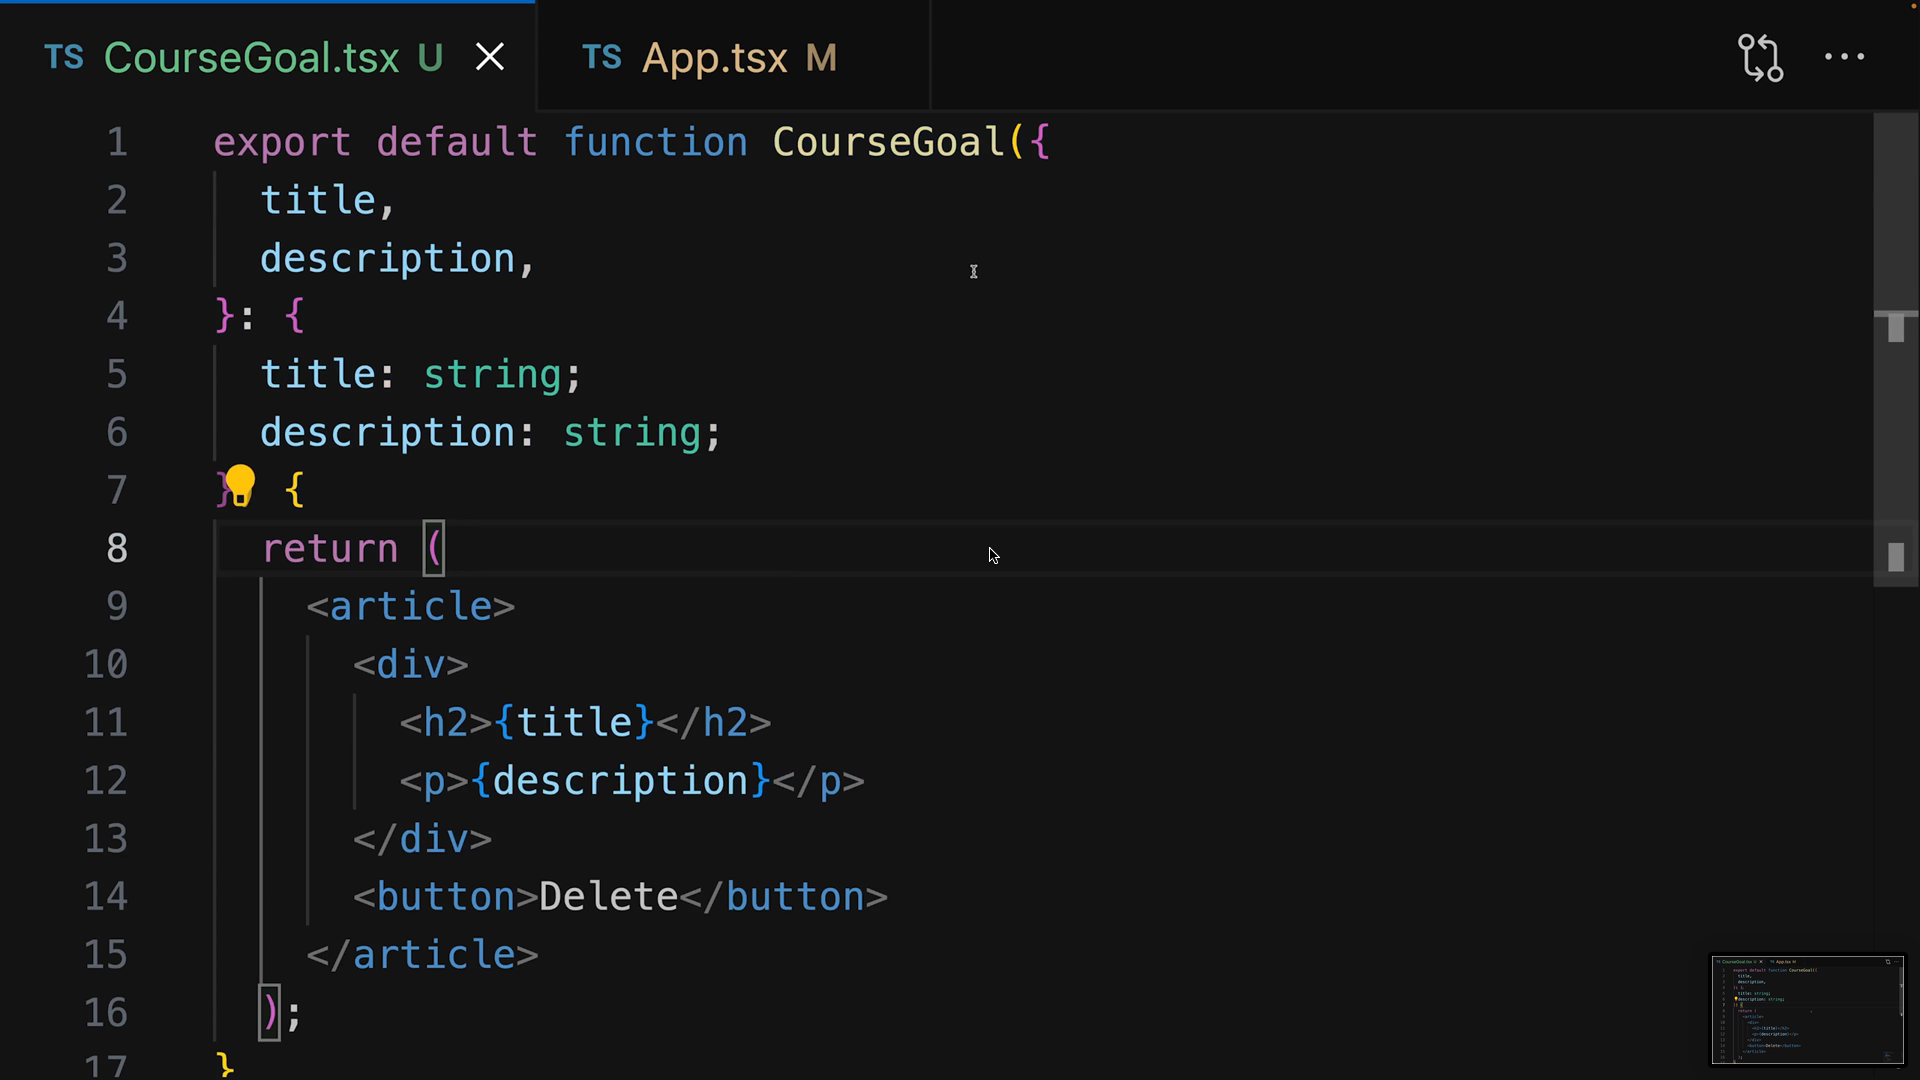 TS CourseGoal.tsx U
TS App.tsx M
1 export default function CourseGoal({
2 title,
3 description,
4 }: {
5 title: string;
6 description: string;
7 } {
8 return (
9 <article>
10 <div>
11 <h2>{title}</h2>
12 <p>{description}</p>
13 </div>
14 <button>Delete</button>
15 </article>
16 );
17 }